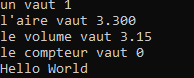 un vaut 1
l'aire vaut 3.300
le volume vaut 3.15
le compteur vaut 0
Hello World